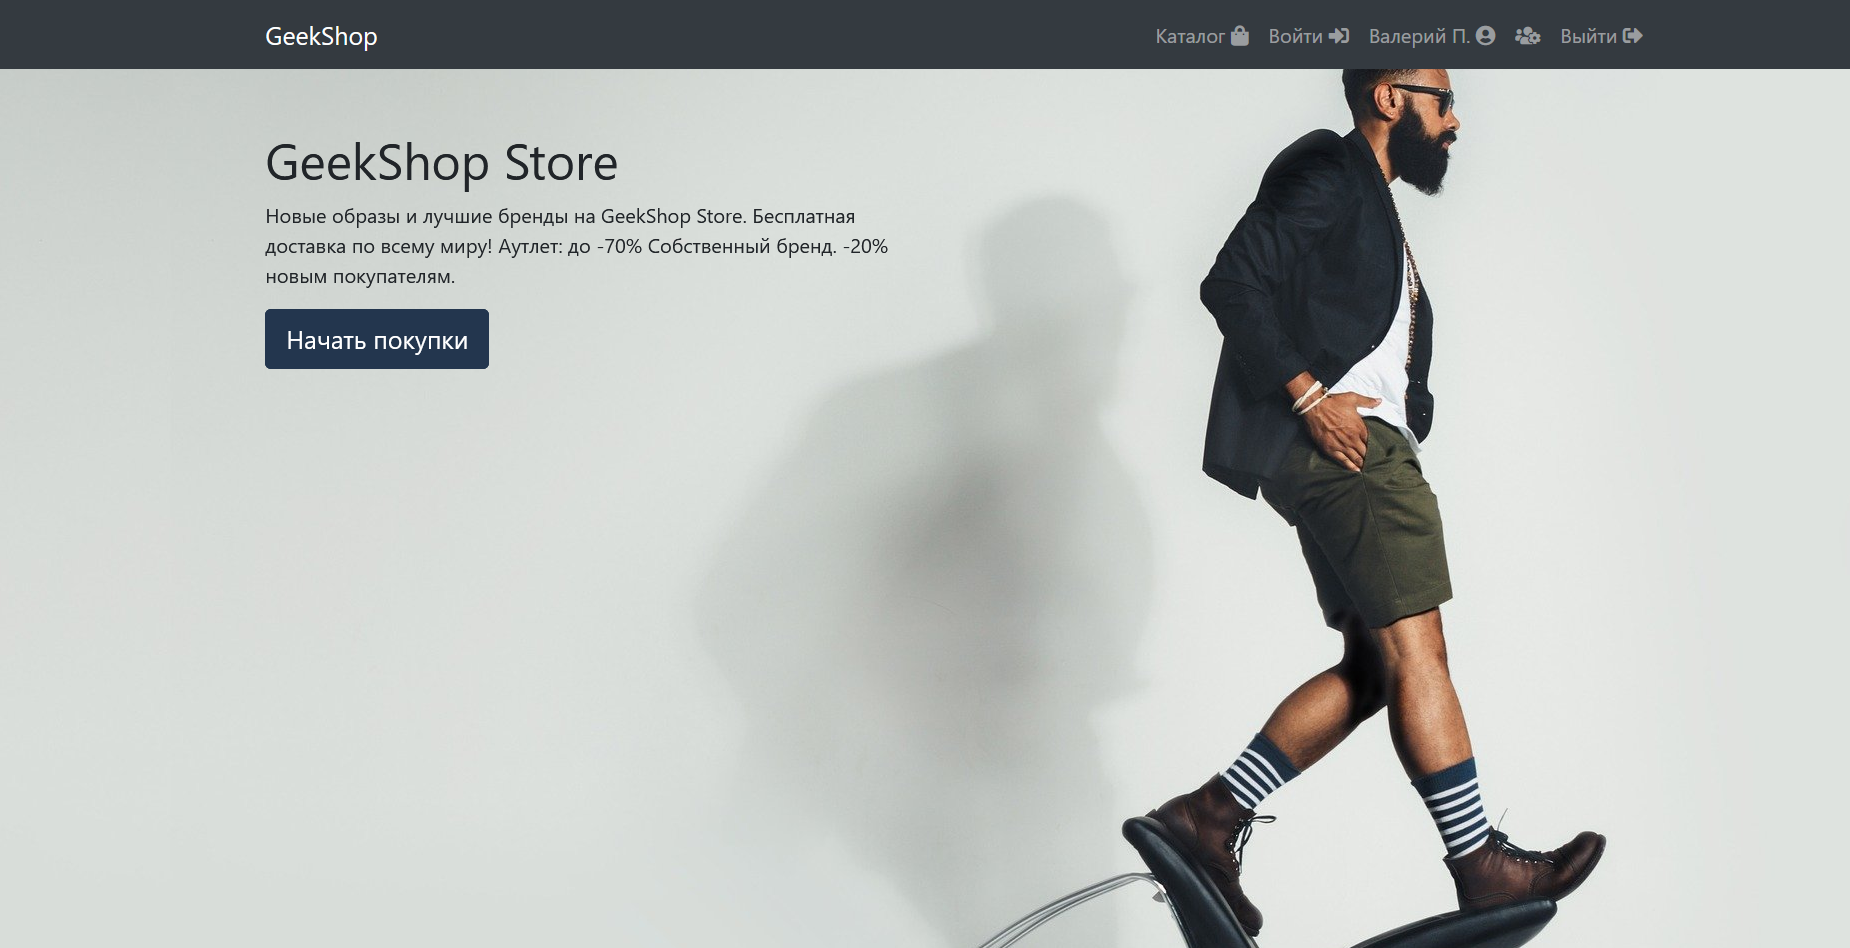 GeekShop
Каталог Войти Валерий П. Выйти
GeekShop Store
Новые образы и лучшие бренды на GeekShop Store. Бесплатная
доставка по всему миру! Аутлет: до -70% Собственный бренд. -20%
новым покупателям.
Начать покупки